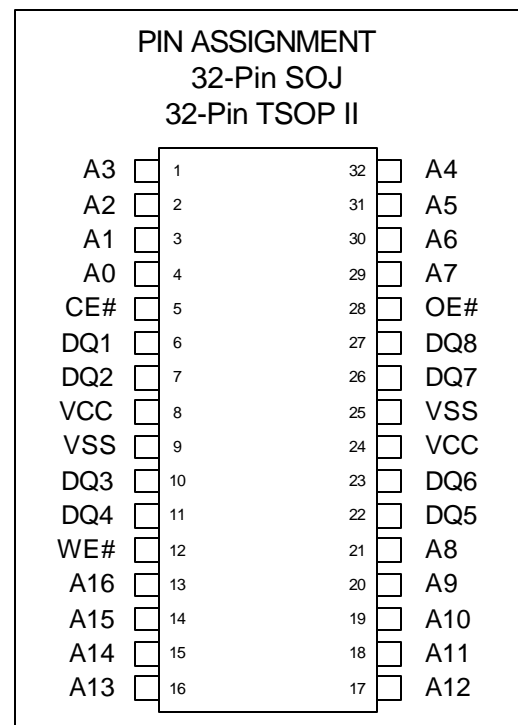 PIN ASSIGNMENT
32-Pin SOJ
32-Pin TSOP II
A3 1 32 A4
A2 2 31 A5
A1 3 30 A6
A0 4 29 A7
CE# 5 28 OE#
DQ1 6 27 DQ8
DQ2 7 26 DQ7
VCC 8 25 VSS
VSS 9 24 VCC
DQ3 10 23 DQ6
DQ4 11 22 DQ5
WE# 12 21 A8
A16 13 20 A9
A15 14 19 A10
A14 15 18 A11
A13 16 17 A12